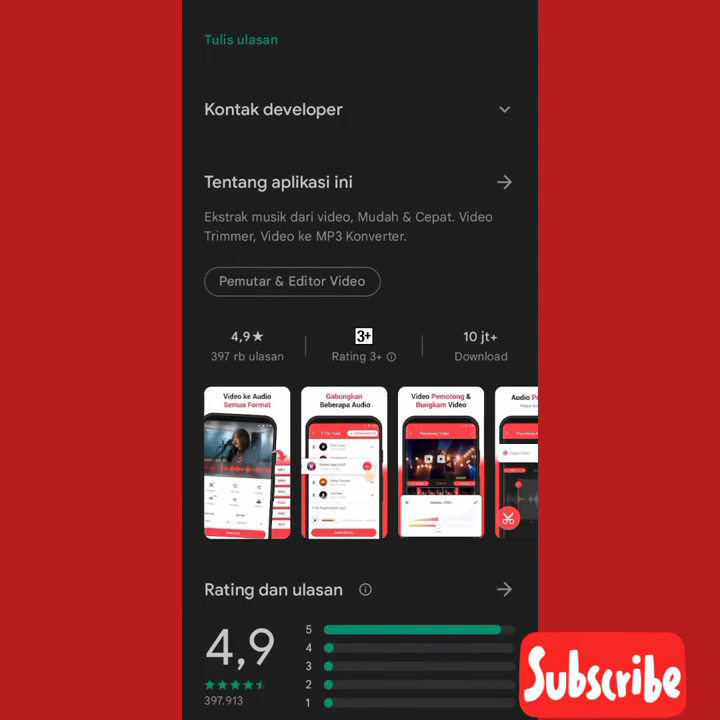 Tulis ulasan
Kontak developer
Tentang aplikasi ini
Ekstrak musik dari video, Mudah & Cepat. Video
Trimmer, Video ke MP3 Konverter.
Pemutar & Editor Video
4,9★
397 rb ulasan
3+
Rating 3+
10 jt+
Download
Video ke Audio
Semua Format
Gabungkan
Beberapa Audio
Video Pemotong &
Bungkam Video
Audio
Rating dan ulasan
4,9
397.913
5
4
3
2
1
Subscribe